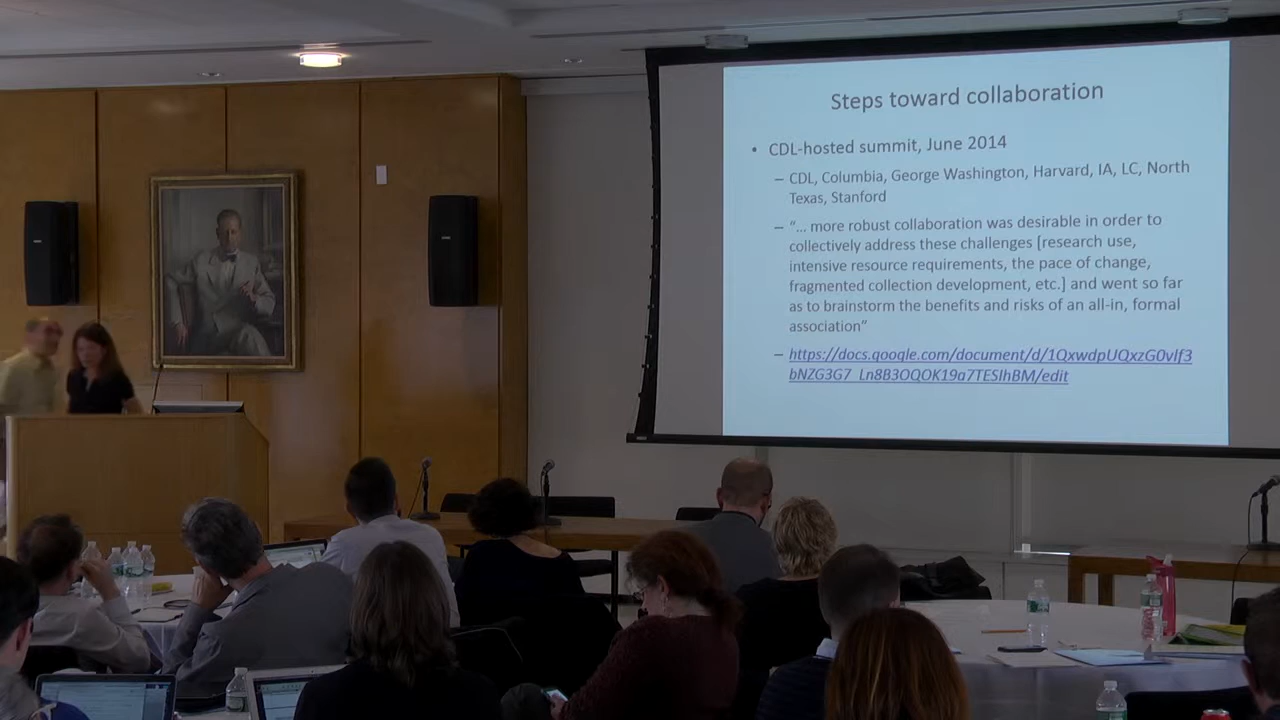 Steps toward collaboration
• CDL-hosted summit, June 2014
– CDL, Columbia, George Washington, Harvard, IA, LC, North
Texas, Stanford
– “... more robust collaboration was desirable in order to
collectively address these challenges [research use,
intensive resource requirements, the pace of change,
fragmented collection development, etc.] and went so far
as to brainstorm the benefits and risks of an all-in, formal
association”
– https://docs.google.com/document/d/1QxwdpUQxzG0vlf3
bNZG3G7_Ln8B3OQOK19a7TESlhBM/edit